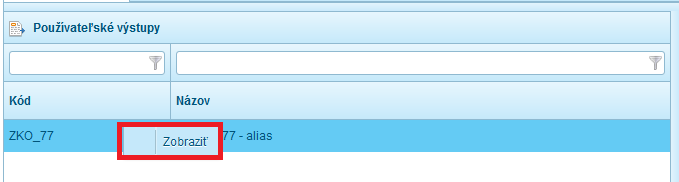 Používateľské výstupy
Kód Názov
ZKO_77 Zobraziť 77 - alias